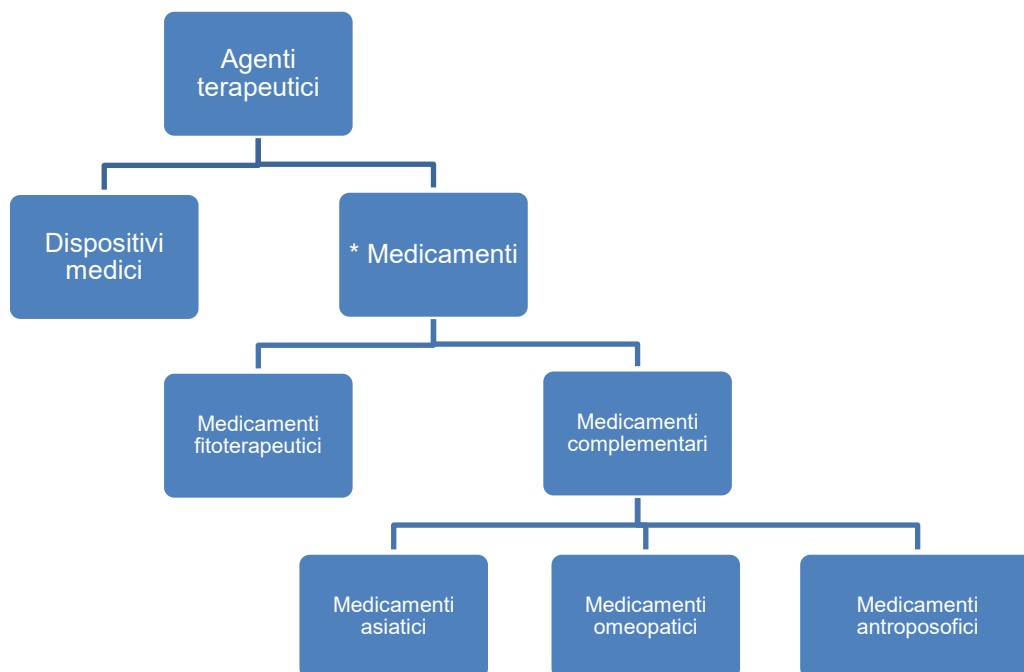 Agenti
terapeutici
Dispositivi
medici
* Medicamenti
Medicamenti
fitoterapeutici
Medicamenti
complementari
Medicamenti
asiatici
Medicamenti
omeopatici
Medicamenti
antroposofici